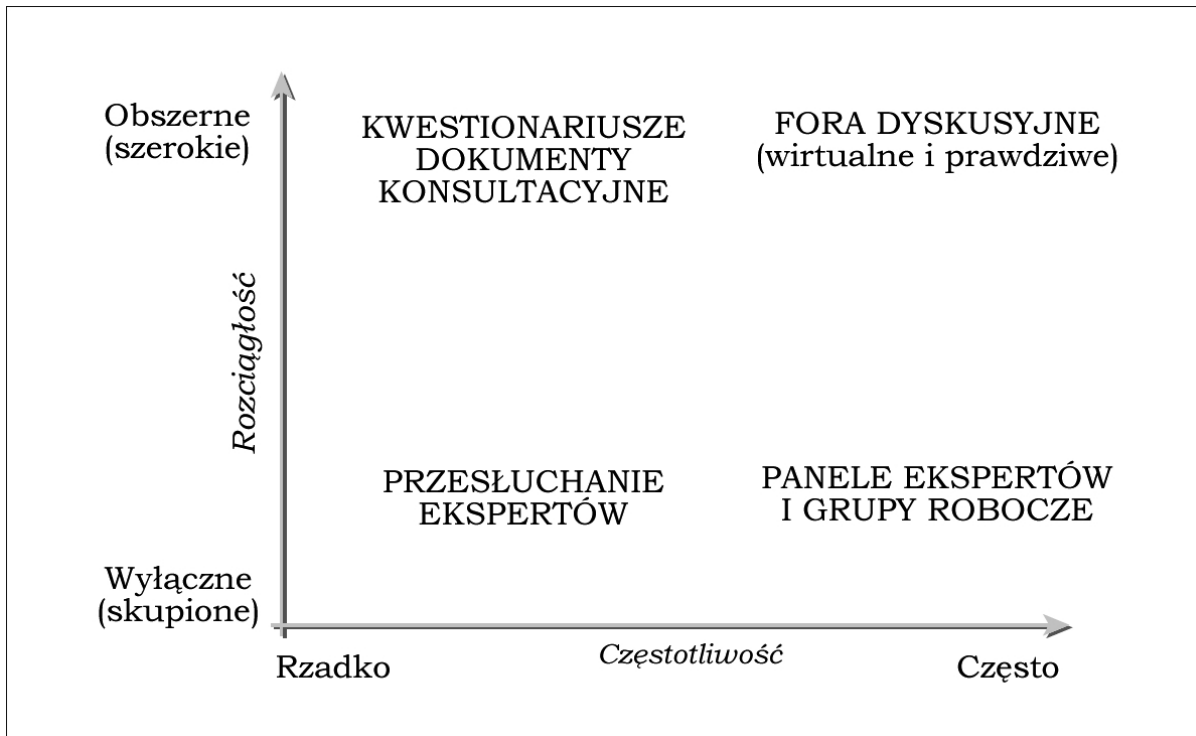 Obszerne
(szerokie)
KWESTIONARIUSZE
DOKUMENTY
KONSULTACYJNE
FORA DYSKUSYJNE
(wirtualne i prawdziwe)
Rozciągłość
PRZESŁUCHANIE
EKSPERTÓW
PANELE EKSPERTÓW
I GRUPY ROBOCZE
Wyłączne
(skupione)
Rzadko
Częstotliwość
Często